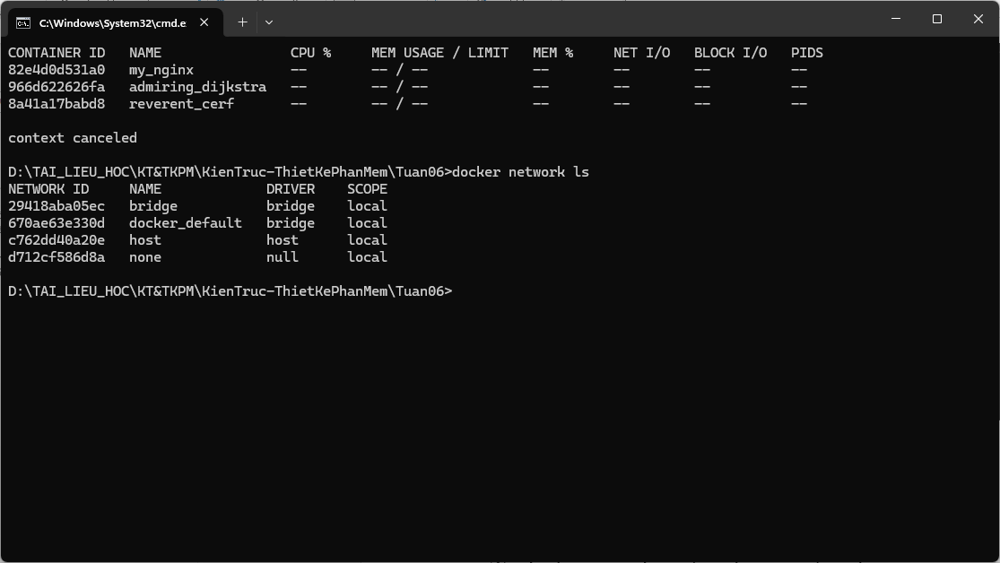 C:\Windows\System32\cmd.e
CONTAINER ID   NAME                CPU %     MEM USAGE / LIMIT   MEM %     NET I/O   BLOCK I/O   PIDS
82e4d0d531a0   my_nginx            --        -- / --             --        --        --          --
966d622626fa   admiring_dijkstra   --        -- / --             --        --        --          --
8a41a17babd8   reverent_cerf       --        -- / --             --        --        --          --
context canceled
D:\TAI_LIEU_HOC\KT&TKPM\KienTruc-ThietKePhanMem\Tuan06>docker network ls
NETWORK ID     NAME             DRIVER    SCOPE
29418aba05ec   bridge           bridge    local
670ae63e330d   docker_default   bridge    local
c762dd40a20e   host             host      local
d712cf586d8a   none             null      local
D:\TAI_LIEU_HOC\KT&TKPM\KienTruc-ThietKePhanMem\Tuan06>